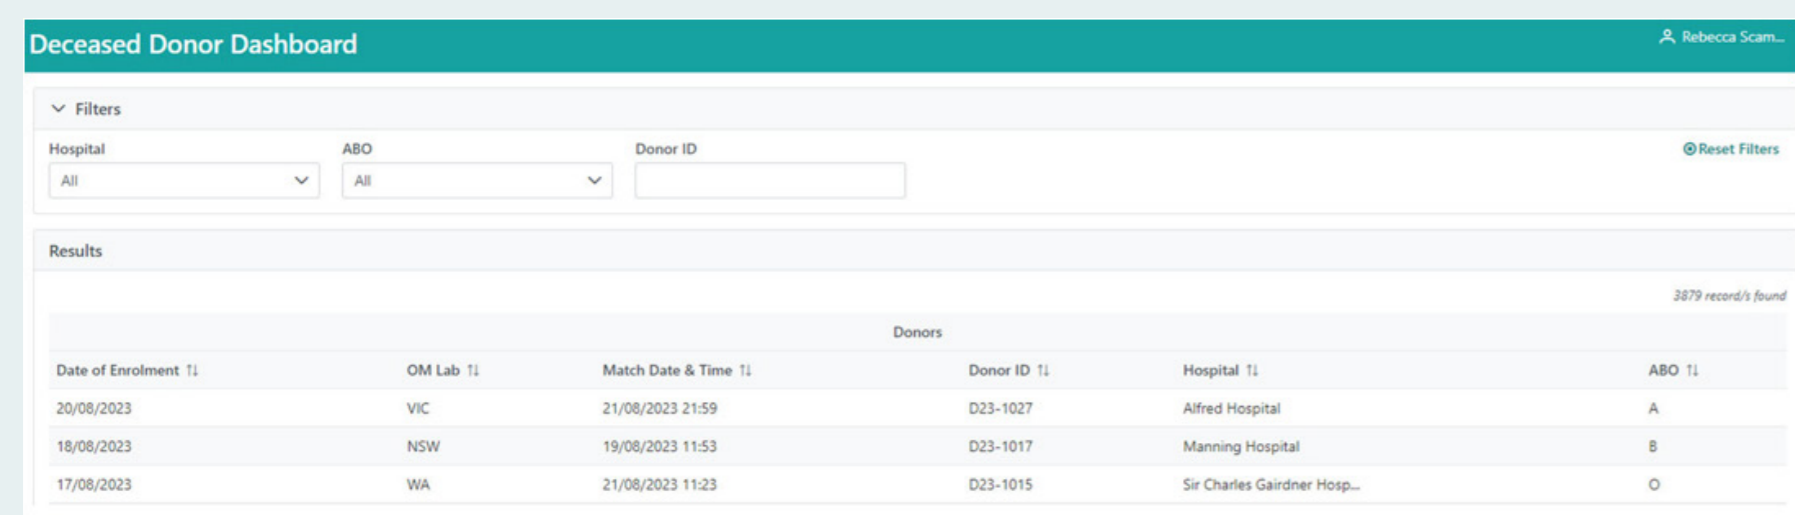 Deceased Donor Dashboard
Rebecca Scam...
Filters
Hospital ABO Donor ID Reset Filters
All All
Results
3879 record/s found
Donors
Date of Enrolment OM Lab Match Date & Time Donor ID Hospital ABO
20/08/2023 VIC 21/08/2023 21:59 D23-1027 Alfred Hospital A
18/08/2023 NSW 19/08/2023 11:53 D23-1017 Manning Hospital B
17/08/2023 WA 21/08/2023 11:23 D23-1015 Sir Charles Gairdner Hosp... O